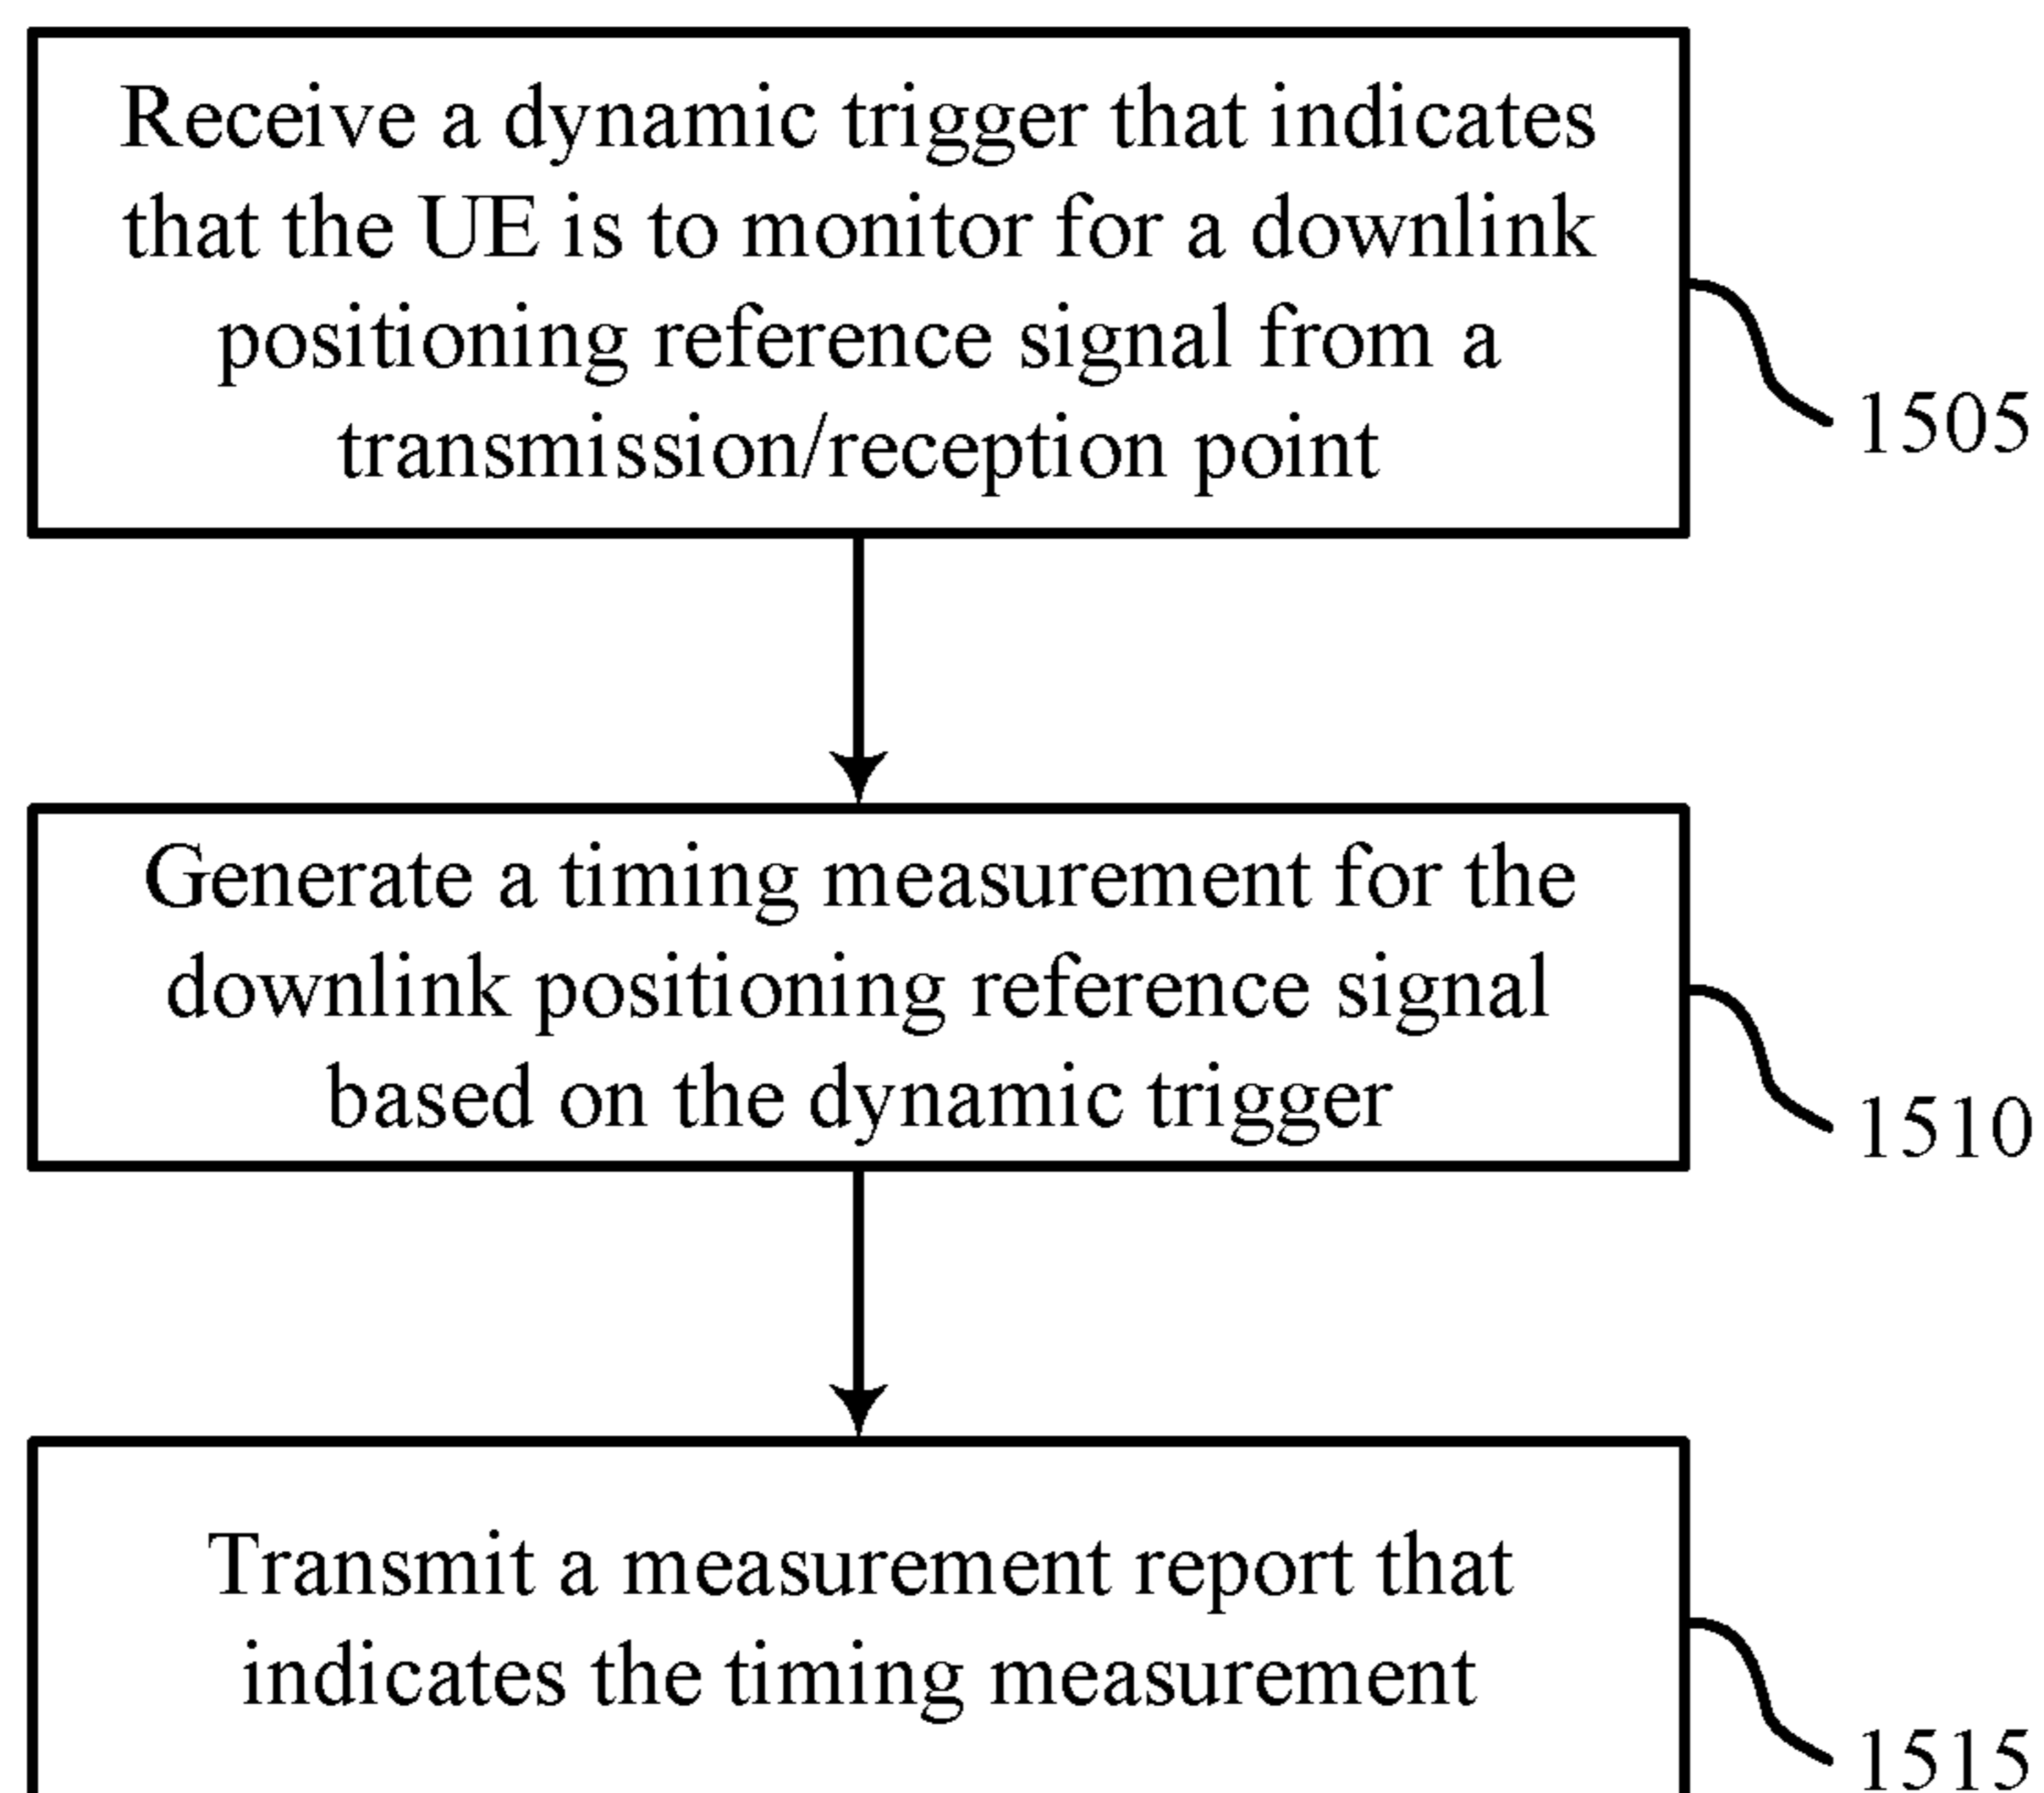 Receive a dynamic trigger that indicates
that the UE is to monitor for a downlink
positioning reference signal from a
transmission/reception point
1505
Generate a timing measurement for the
downlink positioning reference signal
based on the dynamic trigger
1510
Transmit a measurement report that
indicates the timing measurement
1515